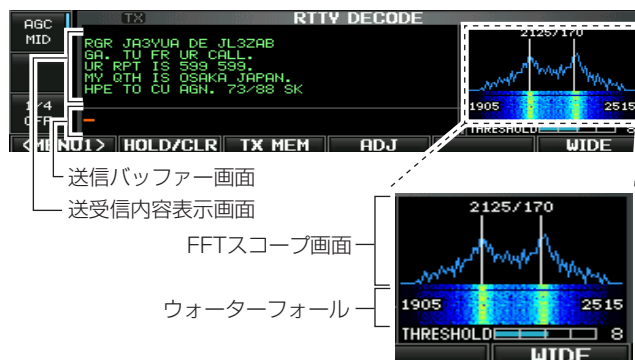 AGC
MID
TX
RTTY DECODE
RGR JA3YUA DE JL3ZAB
GA. TU FR UR CALL.
UR RPT IS 599 599.
MY QTH IS OSAKA JAPAN.
HPE TO CU AGN. 73/88 SK
2125/170
1905
2515
THRESHOLD
8
1/4
OFF
<MENU1>
HOLD/CLR
TX MEM
ADJ
WIDE
送信バッファー画面
送受信内容表示画面
FFTスコープ画面
ウォーターフォール
2125/170
1905
2515
THRESHOLD
8
WIDE